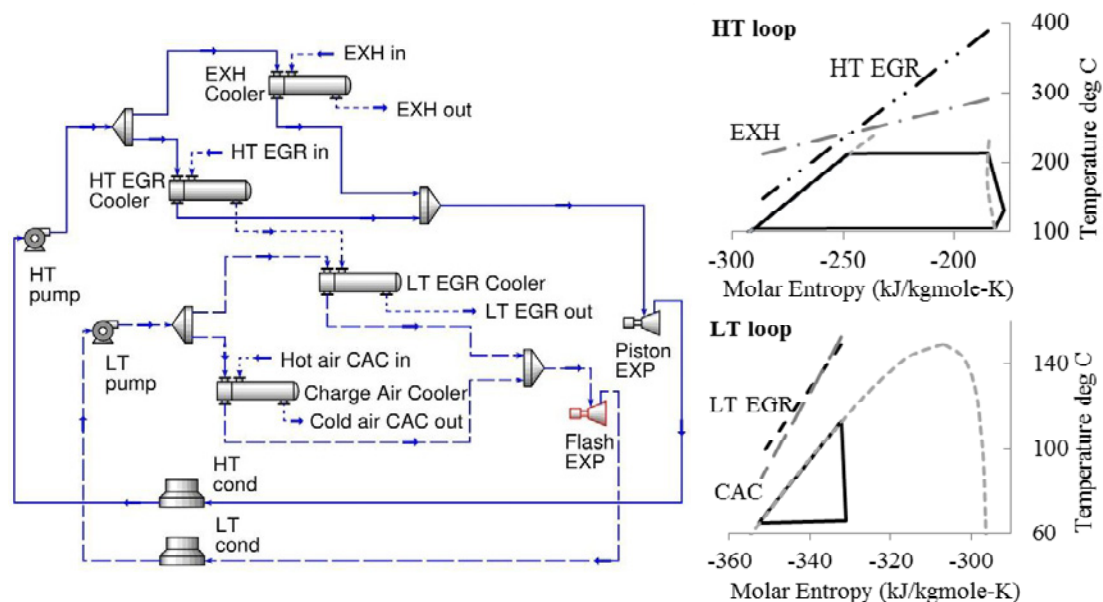 EXH in
EXH
Cooler
EXH out
HT EGR in
HT EGR
Cooler
HT
pump
LT EGR Cooler
LT EGR out
LT
pump
Hot air CAC in
Charge Air Cooler
Cold air CAC out
Piston
EXP
Flash
EXP
HT
cond
LT
cond
HT loop
HT EGR
EXH
400
300
200
100
Temperature deg C
-300
-250
-200
Molar Entropy (kJ/kgmole-K)
LT loop
LT EGR
CAC
140
100
60
Temperature deg C
-360
-340
-320
-300
Molar Entropy (kJ/kgmole-K)